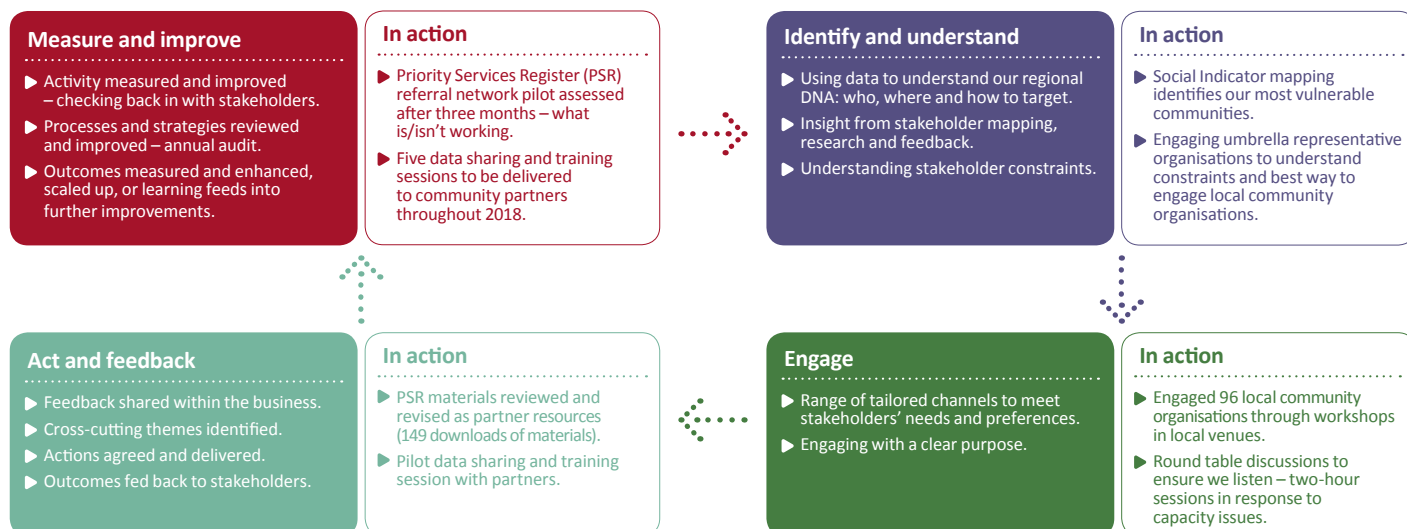 Measure and improve
▶ Activity measured and improved
– checking back in with stakeholders.
▶ Processes and strategies reviewed
and improved – annual audit.
▶ Outcomes measured and enhanced,
scaled up, or learning feeds into
further improvements.
In action
▶ Priority Services Register (PSR)
referral network pilot assessed
after three months – what
is/isn’t working.
▶ Five data sharing and training
sessions to be delivered
to community partners
throughout 2018.
Identify and understand
▶ Using data to understand our regional
DNA: who, where and how to target.
▶ Insight from stakeholder mapping,
research and feedback.
▶ Understanding stakeholder constraints.
In action
▶ Social Indicator mapping
identifies our most vulnerable
communities.
▶ Engaging umbrella representative
organisations to understand
constraints and best way to
engage local community
organisations.
Act and feedback
▶ Feedback shared within the business.
▶ Cross-cutting themes identified.
▶ Actions agreed and delivered.
▶ Outcomes fed back to stakeholders.
In action
▶ PSR materials reviewed and
revised as partner resources
(149 downloads of materials).
▶ Pilot data sharing and training
session with partners.
Engage
▶ Range of tailored channels to meet
stakeholders’ needs and preferences.
▶ Engaging with a clear purpose.
In action
▶ Engaged 96 local community
organisations through workshops
in local venues.
▶ Round table discussions to
ensure we listen – two-hour
sessions in response to
capacity issues.